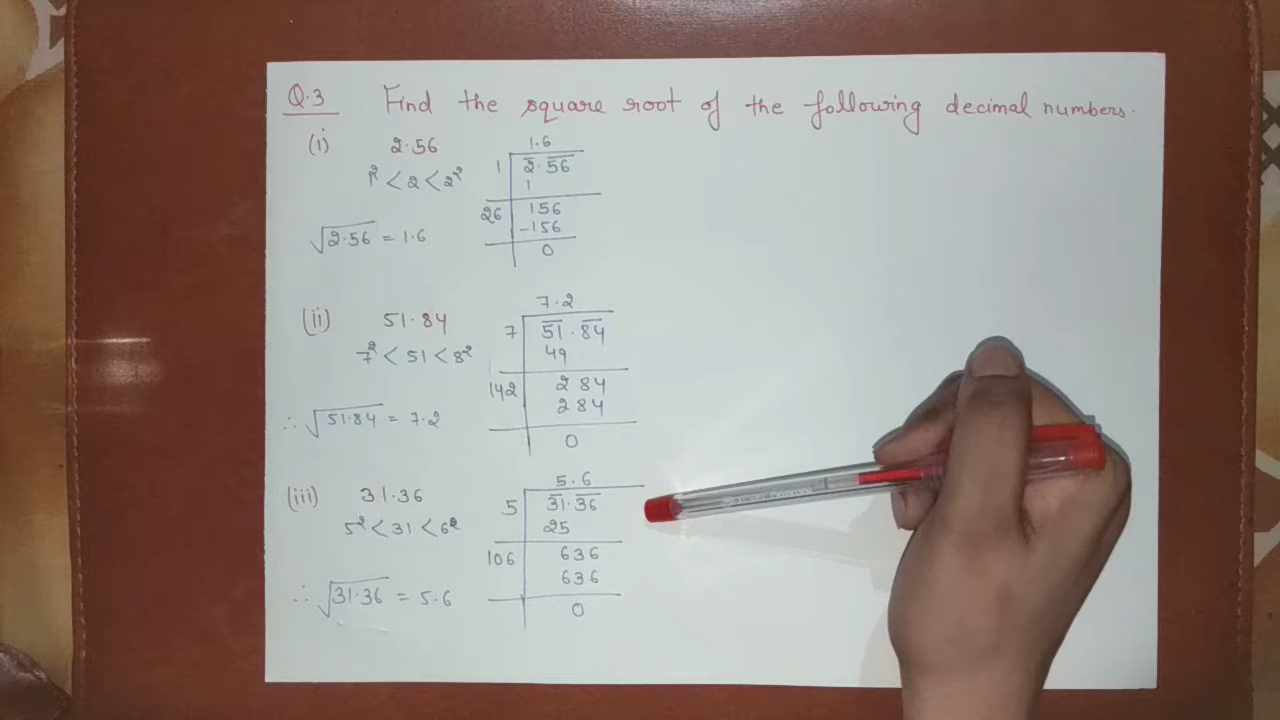 Q.3 Find the square root of the following decimal numbers.
(i) 2.56
1² < 2 < 2²
√2.56 = 1.6
1.6
1 2.56
1
26 156
-156
0
(ii) 51.84
7² < 51 < 8²
∴ √51.84 = 7.2
7.2
7 51.84
49
142 284
284
0
(iii) 31.36
5² < 31 < 6²
∴ √31.36 = 5.6
5.6
5 31.36
25
106 636
636
0